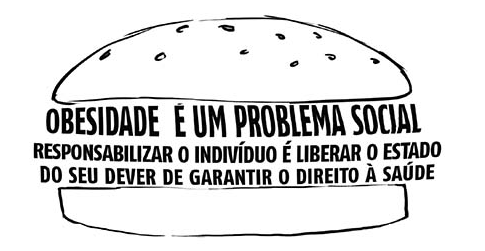 OBESIDADE É UM PROBLEMA SOCIAL
RESPONSABILIZAR O INDIVÍDUO É LIBERAR O ESTADO
DO SEU DEVER DE GARANTIR O DIREITO À SAÚDE